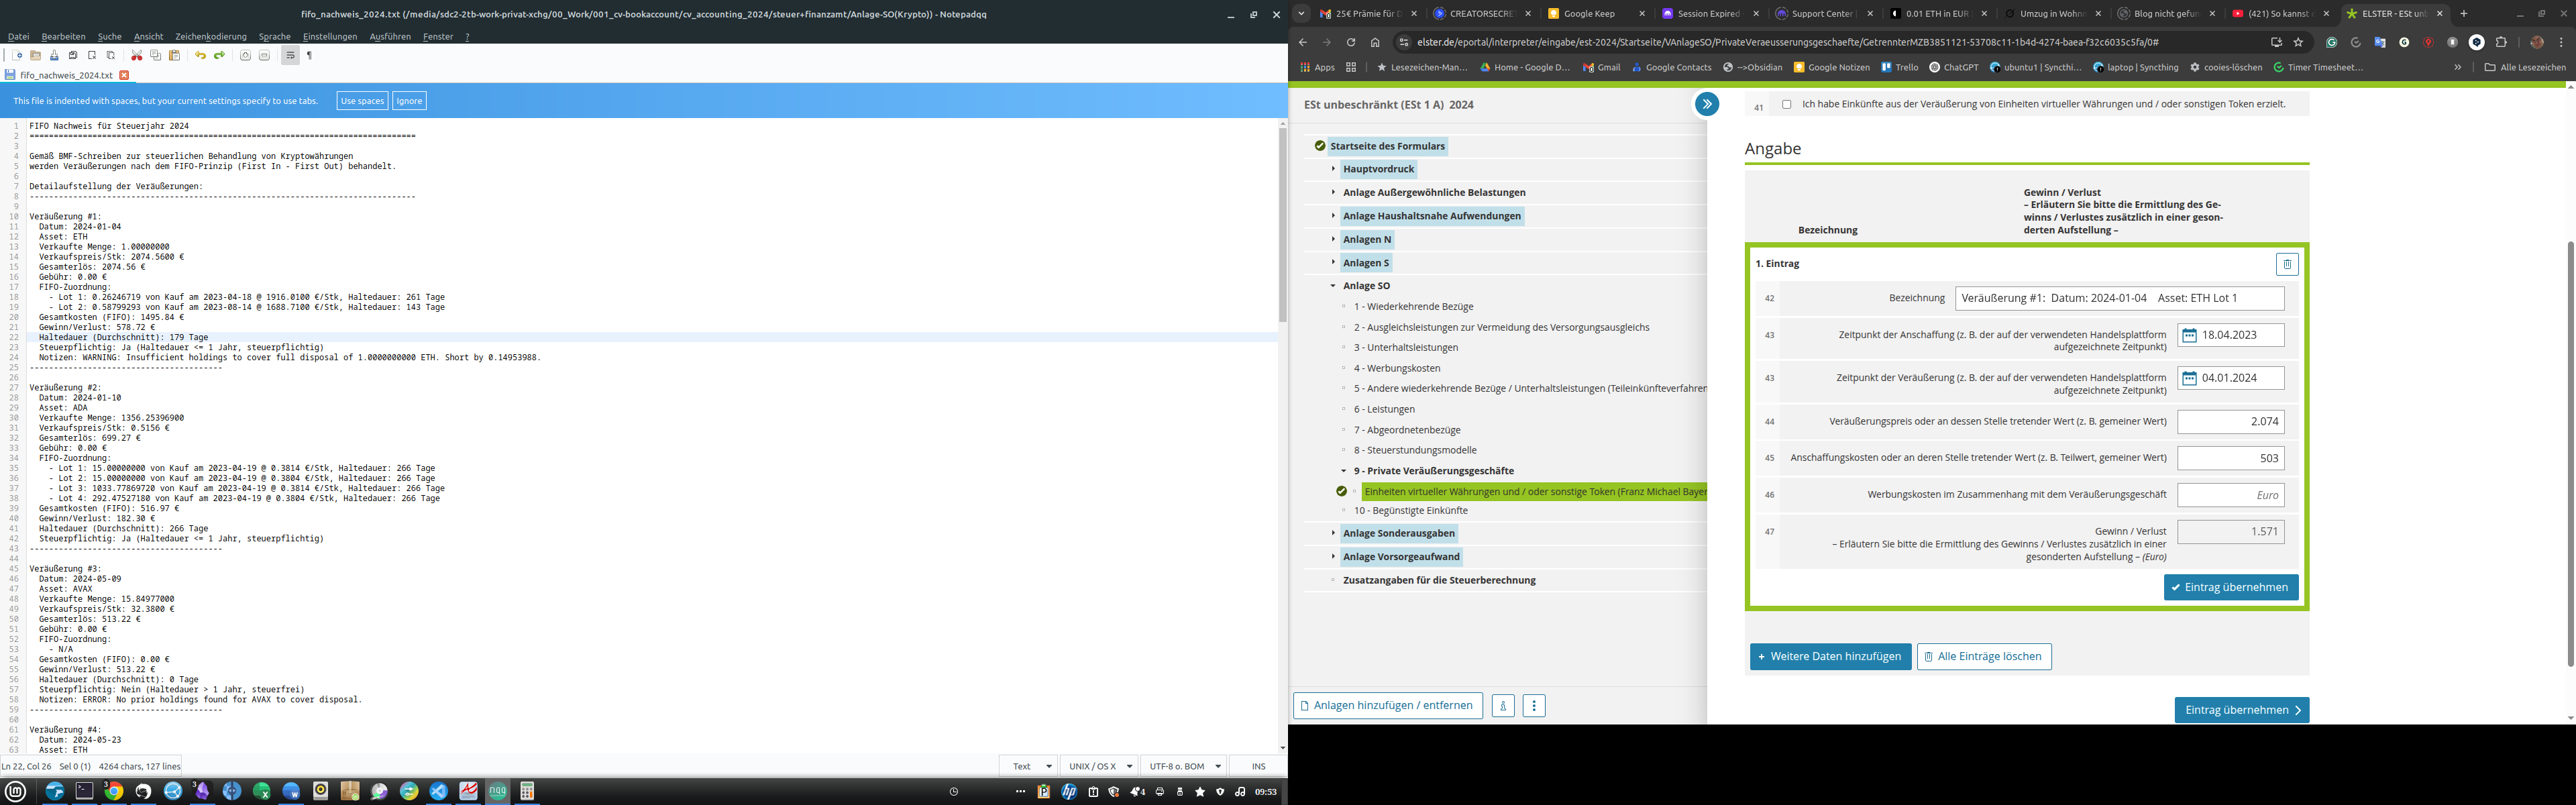 fifo_nachweis_2024.txt (/media/sdc2-2tb-work-privat-xchg/00_Work/001_cv-bookaccount/cv_accounting_2024/steuer+finanzamt/Anlage-SO(Krypto)) - Notepadqq
Datei Bearbeiten Suche Ansicht Zeichenkodierung Sprache Einstellungen Ausführen Fenster ?
fifo_nachweis_2024.txt
This file is indented with spaces, but your current settings specify to use tabs. Use spaces Ignore
1 FIFO Nachweis für Steuerjahr 2024
2 ================================================================================
3
4 Gemäß BMF-Schreiben zur steuerlichen Behandlung von Kryptowährungen
5 werden Veräußerungen nach dem FIFO-Prinzip (First In - First Out) behandelt.
6
7 Detailaufstellung der Veräußerungen:
8 --------------------------------------------------------------------------------
9
10 Veräußerung #1:
11 Datum: 2024-01-04
12 Asset: ETH
13 Verkaufte Menge: 1.00000000
14 Verkaufspreis/Stk: 2074.5600 €
15 Gesamterlös: 2074.56 €
16 Gebühr: 0.00 €
17 FIFO-Zuordnung:
18 - Lot 1: 0.26246719 von Kauf am 2023-04-18 @ 1916.0100 €/Stk, Haltedauer: 261 Tage
19 - Lot 2: 0.58799293 von Kauf am 2023-08-14 @ 1688.7100 €/Stk, Haltedauer: 143 Tage
20 Gesamtkosten (FIFO): 1495.84 €
21 Gewinn/Verlust: 578.72 €
22 Haltedauer (Durchschnitt): 179 Tage
23 Steuerpflichtig: Ja (Haltedauer <= 1 Jahr, steuerpflichtig)
24 Notizen: WARNING: Insufficient holdings to cover full disposal of 1.0000000000 ETH. Short by 0.14953988.
25 ----------------------------------------
26
27 Veräußerung #2:
28 Datum: 2024-01-10
29 Asset: ADA
30 Verkaufte Menge: 1356.25396900
31 Verkaufspreis/Stk: 0.5156 €
32 Gesamterlös: 699.27 €
33 Gebühr: 0.00 €
34 FIFO-Zuordnung:
35 - Lot 1: 15.00000000 von Kauf am 2023-04-19 @ 0.3814 €/Stk, Haltedauer: 266 Tage
36 - Lot 2: 15.00000000 von Kauf am 2023-04-19 @ 0.3804 €/Stk, Haltedauer: 266 Tage
37 - Lot 3: 1033.77869720 von Kauf am 2023-04-19 @ 0.3814 €/Stk, Haltedauer: 266 Tage
38 - Lot 4: 292.47527180 von Kauf am 2023-04-19 @ 0.3804 €/Stk, Haltedauer: 266 Tage
39 Gesamtkosten (FIFO): 516.97 €
40 Gewinn/Verlust: 182.30 €
41 Haltedauer (Durchschnitt): 266 Tage
42 Steuerpflichtig: Ja (Haltedauer <= 1 Jahr, steuerpflichtig)
43 ----------------------------------------
44
45 Veräußerung #3:
46 Datum: 2024-05-09
47 Asset: AVAX
48 Verkaufte Menge: 15.84977000
49 Verkaufspreis/Stk: 32.3800 €
50 Gesamterlös: 513.22 €
51 Gebühr: 0.00 €
52 FIFO-Zuordnung:
53 - N/A
54 Gesamtkosten (FIFO): 0.00 €
55 Gewinn/Verlust: 513.22 €
56 Haltedauer (Durchschnitt): 0 Tage
57 Steuerpflichtig: Nein (Haltedauer > 1 Jahr, steuerfrei)
58 Notizen: ERROR: No prior holdings found for AVAX to cover disposal.
59 ----------------------------------------
60
61 Veräußerung #4:
62 Datum: 2024-05-23
63 Asset: ETH
Ln 22, Col 26 Sel 0 (1) 4264 chars, 127 lines Text UNIX / OS X UTF-8 o. BOM INS
09:53
25€ Prämie für E
CREATORSECRE
Google Keep
Session Expired
Support Center
0.01 ETH in EUR
Umzug in Wohnm
Blog nicht gefun
(421) So kannst
ELSTER - ESt unb
elster.de/eportal/interpreter/eingabe/est-2024/Startseite/VAnlageSO/PrivateVeraeusserungsgeschaefte/GetrennterMZB3851121-53708c11-1b4d-4274-baea-f32c6035c5fa/0#
Apps Lesezeichen-Man... Home - Google D... Gmail Google Contacts -->Obsidian Google Notizen Trello ChatGPT ubuntu1 | Syncthi... laptop | Syncthing cooies-löschen Timer Timesheet... » Alle Lesezeichen
ESt unbeschränkt (ESt 1 A) 2024
Startseite des Formulars
Hauptvordruck
Anlage Außergewöhnliche Belastungen
Anlage Haushaltsnahe Aufwendungen
Anlagen N
Anlagen S
Anlage SO
1 - Wiederkehrende Bezüge
2 - Ausgleichsleistungen zur Vermeidung des Versorgungsausgleichs
3 - Unterhaltsleistungen
4 - Werbungskosten
5 - Andere wiederkehrende Bezüge / Unterhaltsleistungen (Teileinkünfteverfahren
6 - Leistungen
7 - Abgeordnetenbezüge
8 - Steuerstundungsmodelle
9 - Private Veräußerungsgeschäfte
Einheiten virtueller Währungen und / oder sonstige Token (Franz Michael Bayer
10 - Begünstigte Einkünfte
Anlage Sonderausgaben
Anlage Vorsorgeaufwand
Zusatzangaben für die Steuerberechnung
Anlagen hinzufügen / entfernen
41 Ich habe Einkünfte aus der Veräußerung von Einheiten virtueller Währungen und / oder sonstigen Token erzielt.
Angabe
Bezeichnung
Gewinn / Verlust
– Erläutern Sie bitte die Ermittlung des Ge-
winns / Verlustes zusätzlich in einer geson-
derten Aufstellung –
1. Eintrag
42 Bezeichnung Veräußerung #1: Datum: 2024-01-04 Asset: ETH Lot 1
43 Zeitpunkt der Anschaffung (z. B. der auf der verwendeten Handelsplattform
aufgezeichnete Zeitpunkt) 18.04.2023
43 Zeitpunkt der Veräußerung (z. B. der auf der verwendeten Handelsplattform
aufgezeichnete Zeitpunkt) 04.01.2024
44 Veräußerungspreis oder an dessen Stelle tretender Wert (z. B. gemeiner Wert) 2.074
45 Anschaffungskosten oder an deren Stelle tretender Wert (z. B. Teilwert, gemeiner Wert) 503
46 Werbungskosten im Zusammenhang mit dem Veräußerungsgeschäft Euro
47 Gewinn / Verlust 1.571
– Erläutern Sie bitte die Ermittlung des Gewinns / Verlustes zusätzlich in einer
gesonderten Aufstellung – (Euro)
Eintrag übernehmen
+ Weitere Daten hinzufügen
Alle Einträge löschen
Eintrag übernehmen